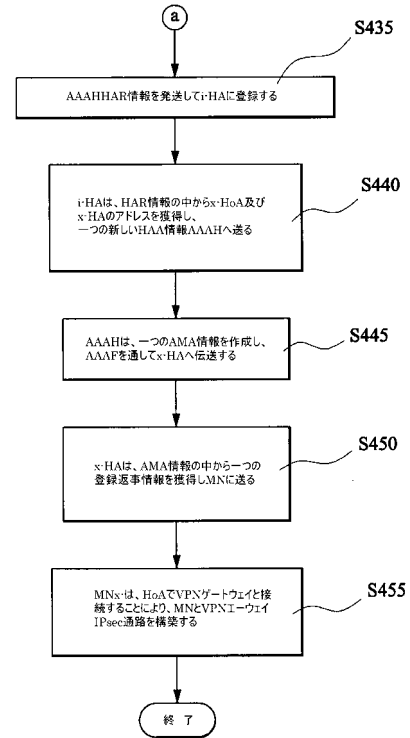 a
S435
AAAHHAR情報を発送してi-HAに登録する
S440
i-HAは、HAR情報の中からx-HoA及び
x-HAのアドレスを獲得し、
一つの新しいHAA情報AAAHへ送る
S445
AAAHは、一つのAMA情報を作成し、
AAAFを通してx-HAへ伝送する
S450
x-HAは、AMA情報の中から一つの
登録返事情報を獲得しMNに送る
S455
MNx-は、HoAでVPNゲートウェイと接
続することにより、MNとVPNエーウェイ
IPsec通路を構築する
終了